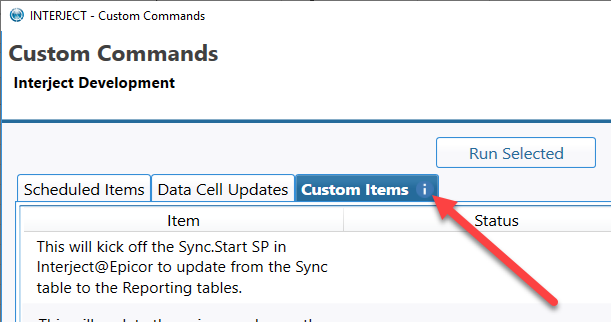 INTERJECT - Custom Commands
Custom Commands
Interject Development
Run Selected
Scheduled Items Data Cell Updates Custom Items i
Item Status
This will kick off the Sync.Start SP in
Interject@Epicor to update from the Sync
table to the Reporting tables.